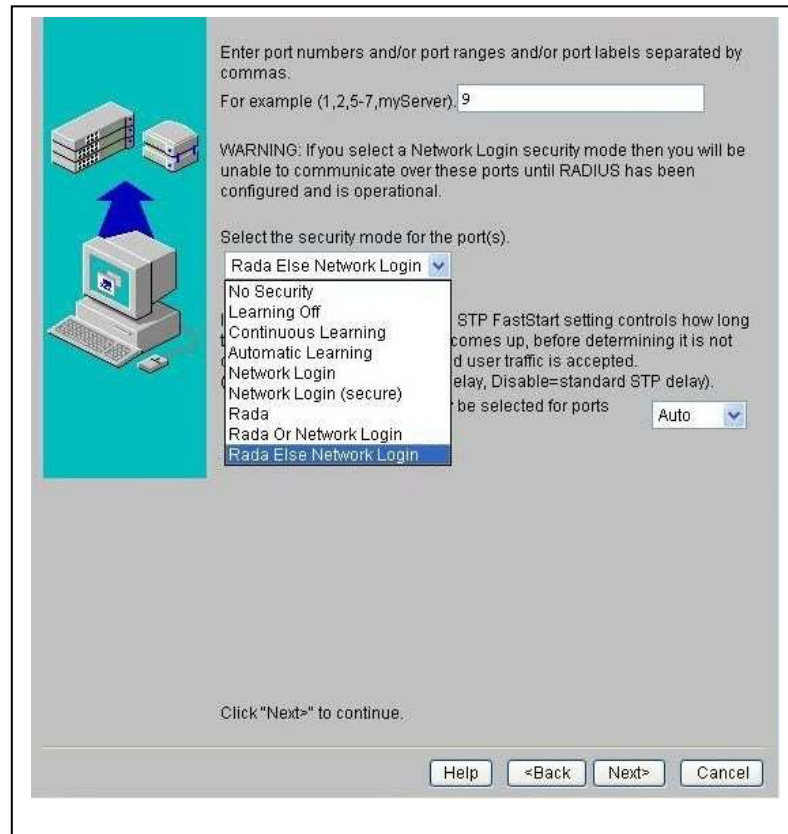 Enter port numbers and/or port ranges and/or port labels separated by
commas.
For example (1,2,5-7,myServer). 9
WARNING: If you select a Network Login security mode then you will be
unable to communicate over these ports until RADIUS has been
configured and is operational.
Select the security mode for the port(s).
Rada Else Network Login
No Security
Learning Off
Continuous Learning
Automatic Learning
Network Login
Network Login (secure)
Rada
Rada Or Network Login
Rada Else Network Login
STP FastStart setting controls how long
comes up, before determining it is not
d user traffic is accepted.
elay, Disable=standard STP delay).
be selected for ports
Auto
Click "Next>" to continue.
Help <Back Next> Cancel